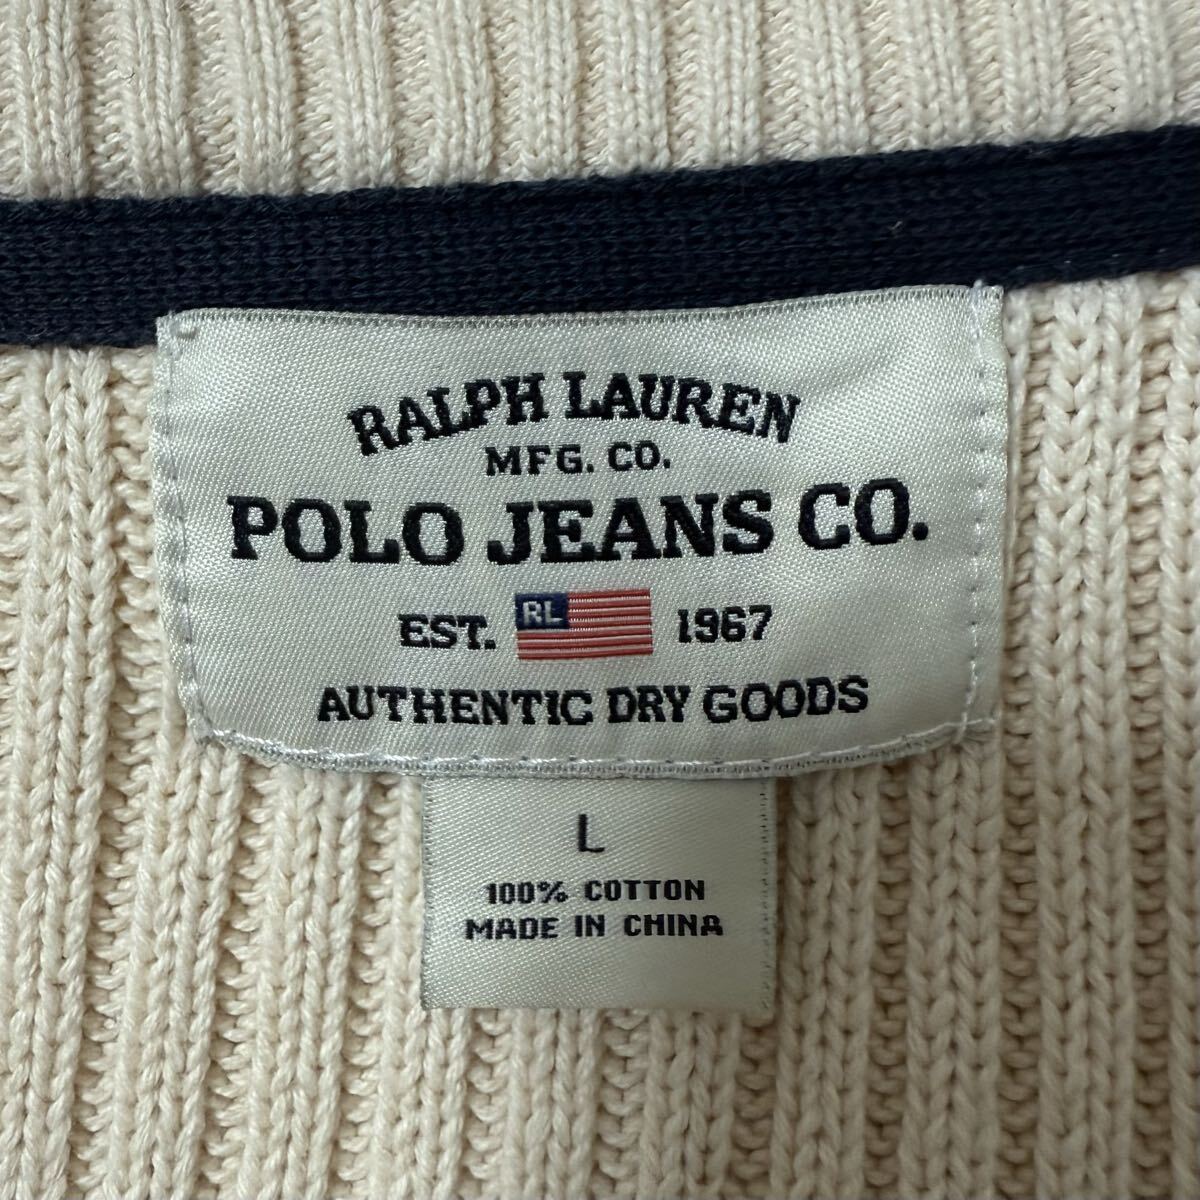 RALPH LAUREN
MFG. CO.
POLO JEANS CO.
EST. RL 1967
AUTHENTIC DRY GOODS
L
100% COTTON
MADE IN CHINA